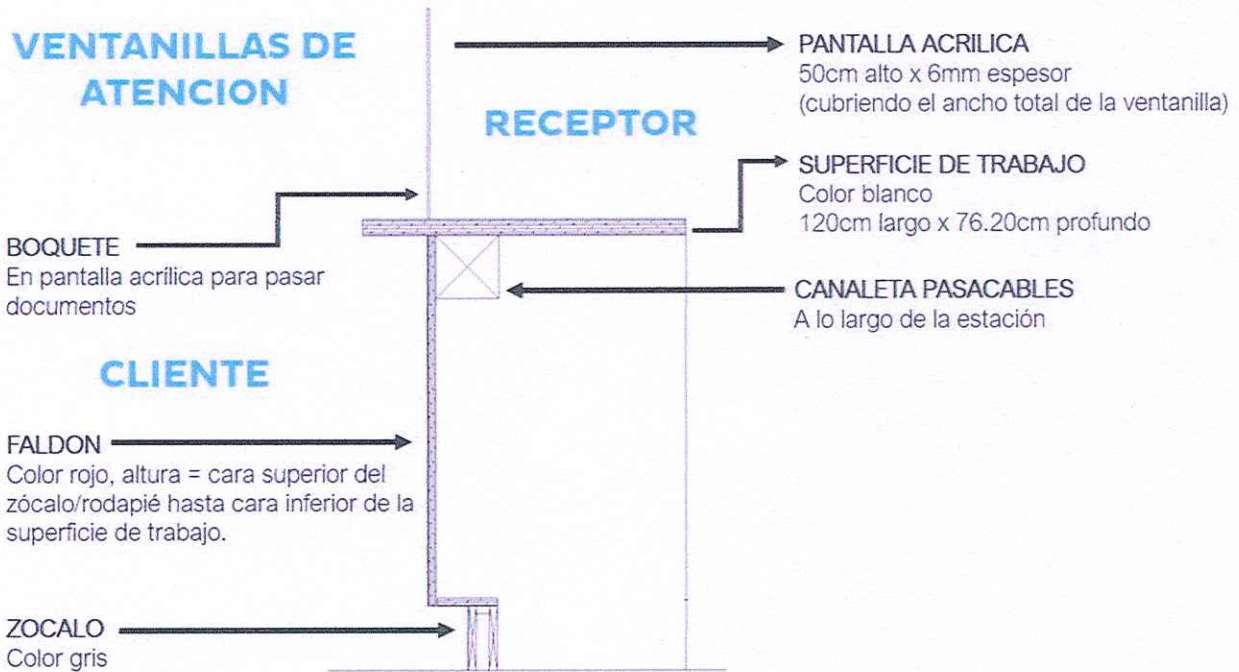 VENTANILLAS DE
ATENCION
RECEPTOR
PANTALLA ACRILICA
50cm alto x 6mm espesor
(cubriendo el ancho total de la ventanilla)
SUPERFICIE DE TRABAJO
Color blanco
120cm largo x 76.20cm profundo
BOQUETE
En pantalla acrílica para pasar
documentos
CANALETA PASACABLES
A lo largo de la estación
CLIENTE
FALDON
Color rojo, altura = cara superior del
zócalo/rodapié hasta cara inferior de la
superficie de trabajo.
ZOCALO
Color gris